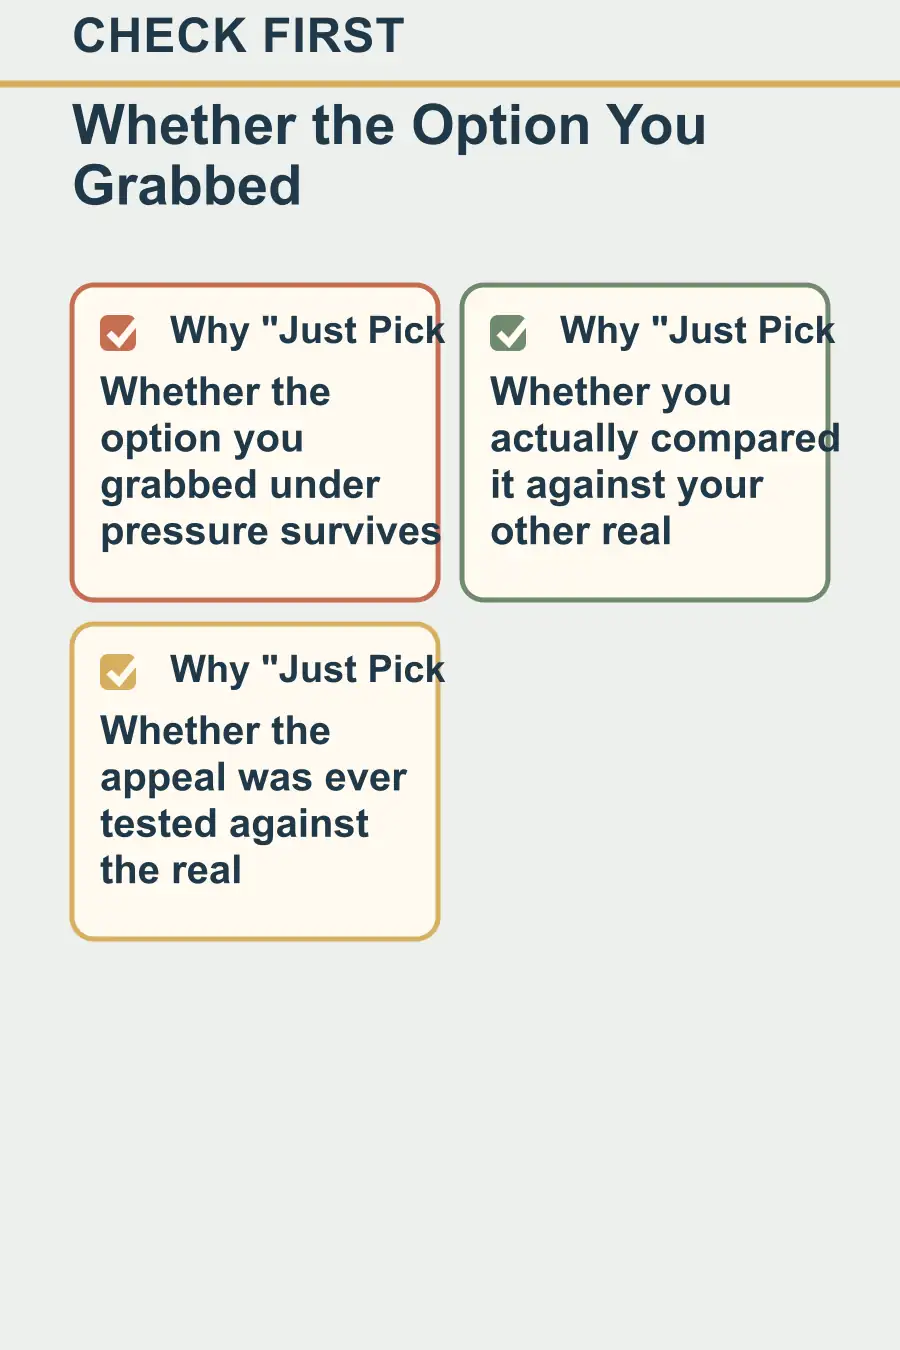 CHECK FIRST
Whether the Option You
Grabbed
Why "Just Pick
Whether the
option you
grabbed under
pressure survives
Why "Just Pick
Whether you
actually compared
it against your
other real
Why "Just Pick
Whether the
appeal was ever
tested against
the real